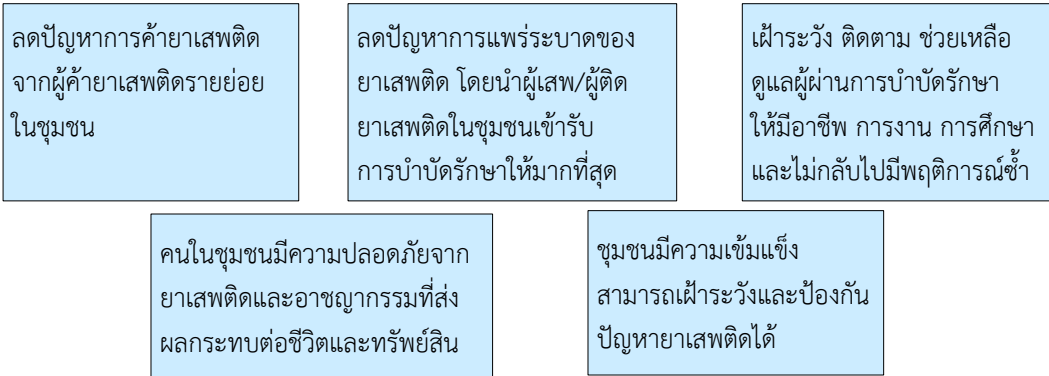 ลดปัญหาการค้ายาเสพติด
จากผู้ค้ายาเสพติดรายย่อย
ในชุมชน
ลดปัญหาการแพร่ระบาดของ
ยาเสพติด โดยนำผู้เสพ/ผู้ติด
ยาเสพติดในชุมชนเข้ารับ
การบำบัดรักษาให้มากที่สุด
เฝ้าระวัง ติดตาม ช่วยเหลือ
ดูแลผู้ผ่านการบำบัดรักษา
ให้มีอาชีพ การงาน การศึกษา
และไม่กลับไปมีพฤติการณ์ซ้ำ
คนในชุมชนมีความปลอดภัยจาก
ยาเสพติดและอาชญากรรมที่ส่ง
ผลกระทบต่อชีวิตและทรัพย์สิน
ชุมชนมีความเข้มแข็ง
สามารถเฝ้าระวังและป้องกัน
ปัญหายาเสพติดได้